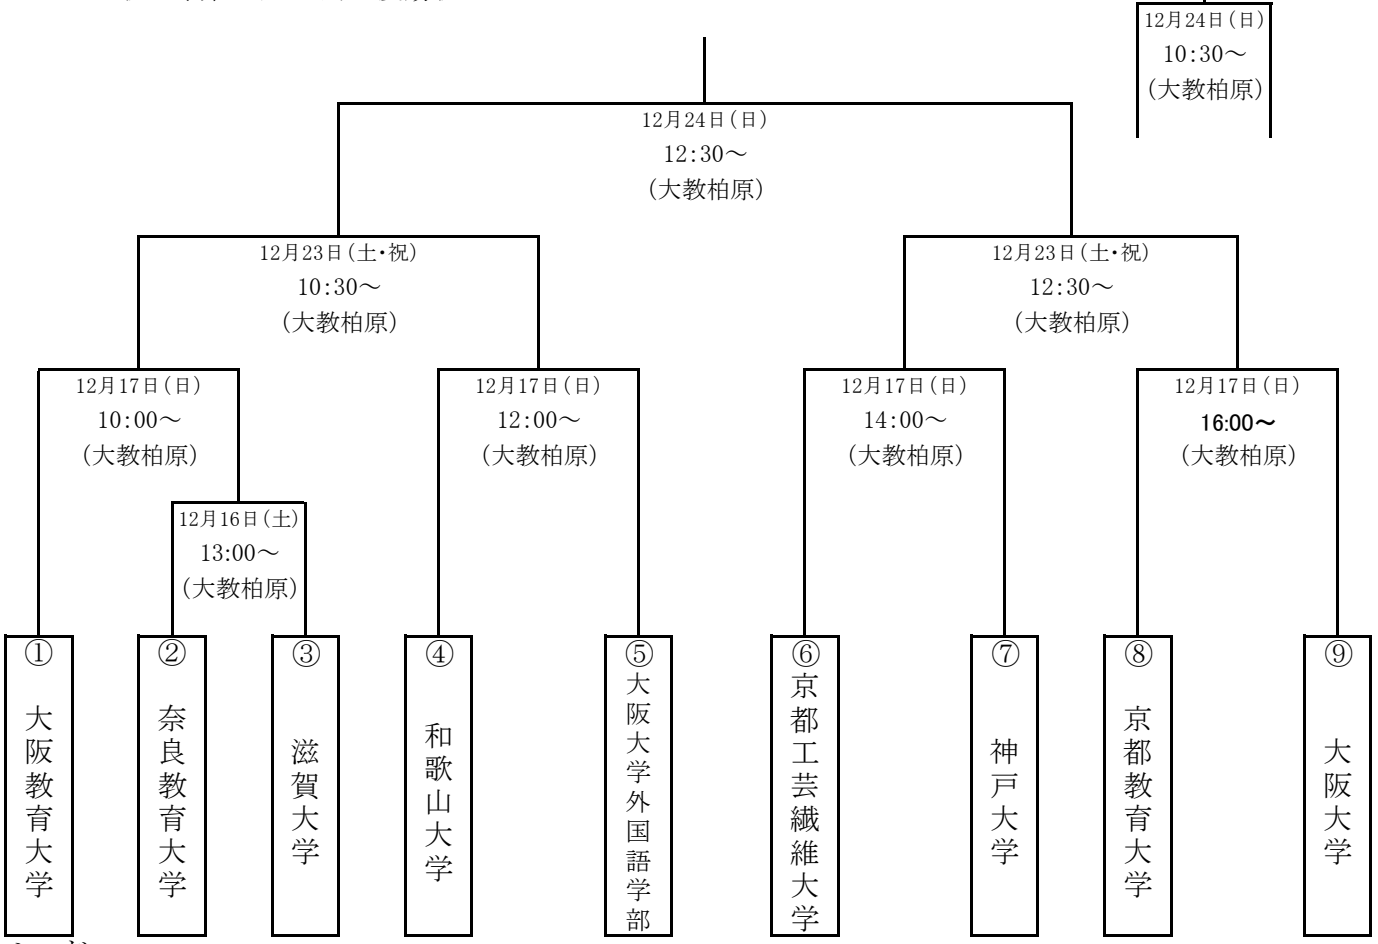 12月24日(日)
10:30～
(大教柏原)
12月24日(日)
12:30～
(大教柏原)
12月23日(土・祝)
10:30～
(大教柏原)
12月23日(土・祝)
12:30～
(大教柏原)
12月17日(日)
10:00～
(大教柏原)
12月17日(日)
12:00～
(大教柏原)
12月17日(日)
14:00～
(大教柏原)
12月17日(日)
16:00～
(大教柏原)
12月16日(土)
13:00～
(大教柏原)
①
大阪教育大学
②
奈良教育大学
③
滋賀大学
④
和歌山大学
⑤
大阪大学外国語学部
⑥
京都工芸繊維大学
⑦
神戸大学
⑧
京都教育大学
⑨
大阪大学